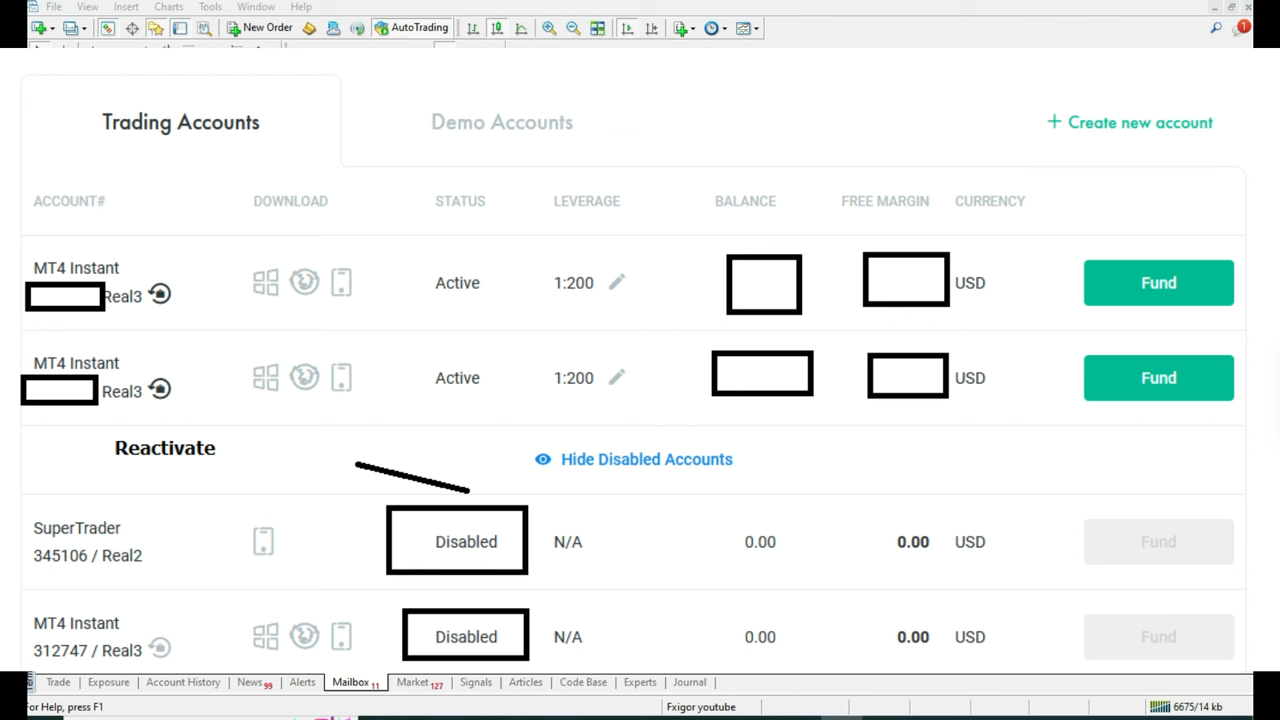 File View Insert Charts Tools Window Help
New Order AutoTrading 1
Trading Accounts Demo Accounts + Create new account
ACCOUNT# DOWNLOAD STATUS LEVERAGE BALANCE FREE MARGIN CURRENCY
MT4 Instant
Real3 Active 1:200 USD Fund
MT4 Instant
Real3 Active 1:200 USD Fund
Reactivate
Hide Disabled Accounts
SuperTrader
345106 / Real2 Disabled N/A 0.00 0.00 USD Fund
MT4 Instant
312747 / Real3 Disabled N/A 0.00 0.00 USD Fund
Trade Exposure Account History News 99 Alerts Mailbox 11 Market 127 Signals Articles Code Base Experts Journal
For Help, press F1 Fxigor youtube 6675/14 kb